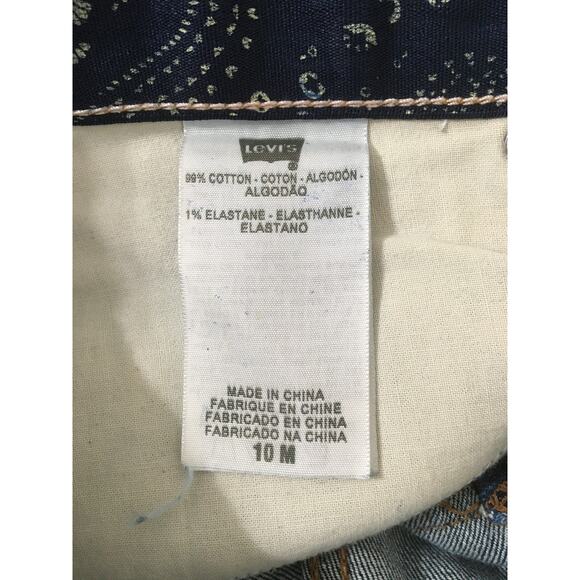 Levi's
®
99% COTTON - COTON - ALGODÓN -
ALGODÃO
1% ELASTANE - ELASTHANNE -
ELASTANO
MADE IN CHINA
FABRIQUE EN CHINE
FABRICADO EN CHINA
FABRICADO NA CHINA
10 M